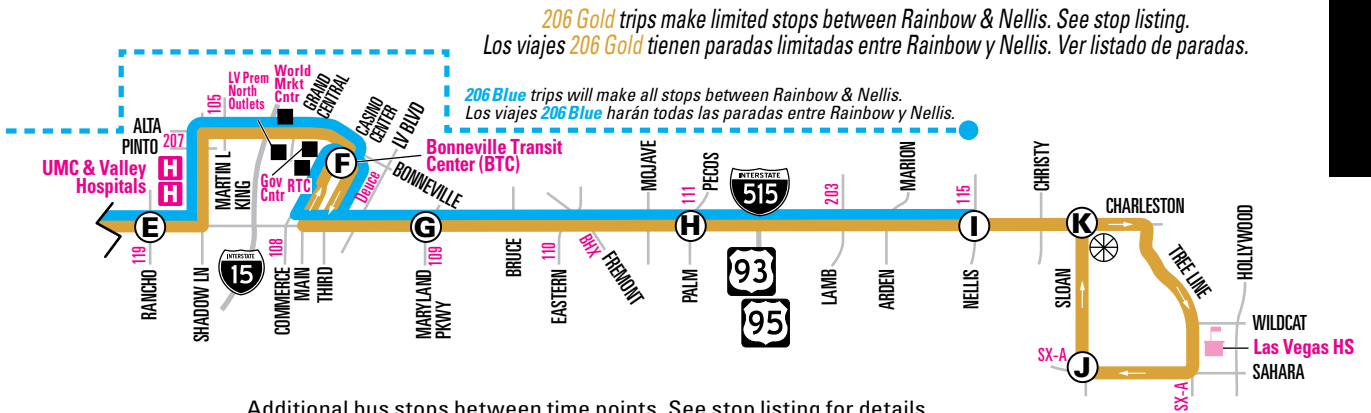 206 Gold trips make limited stops between Rainbow & Nellis. See stop listing.
Los viajes 206 Gold tienen paradas limitadas entre Rainbow y Nellis. Ver listado de paradas.
206 Blue trips will make all stops between Rainbow & Nellis.
Los viajes 206 Blue harán todas las paradas entre Rainbow y Nellis.
LV Prem
North
Outlets
World
Mrkt
Cntr
GRAND
CENTRAL
CASINO
CENTER
LV BLVD
105
ALTA
PINTO
207
UMC & Valley
Hospitals
H
H
MARTIN L
KING
Gov
Cntr
RTC
F
Bonneville Transit
Center (BTC)
BONNEVILLE
Deuce
MOJAVE
111
PECOS
INTERSTATE
515
203
MARION
115
CHRISTY
CHARLESTON
HOLLYWOOD
TREE LINE
E
G
H
I
K
119
RANCHO
SHADOW LN
INTERSTATE
15
108
COMMERCE
MAIN
THIRD
109
MARYLAND
PKWY
BRUCE
110
EASTERN
BHX
FREMONT
PALM
93
95
LAMB
ARDEN
NELLIS
SLOAN
WILDCAT
Las Vegas HS
SAHARA
SX-A
J
SX-A
Additional bus stops between time points. See stop listing for details.